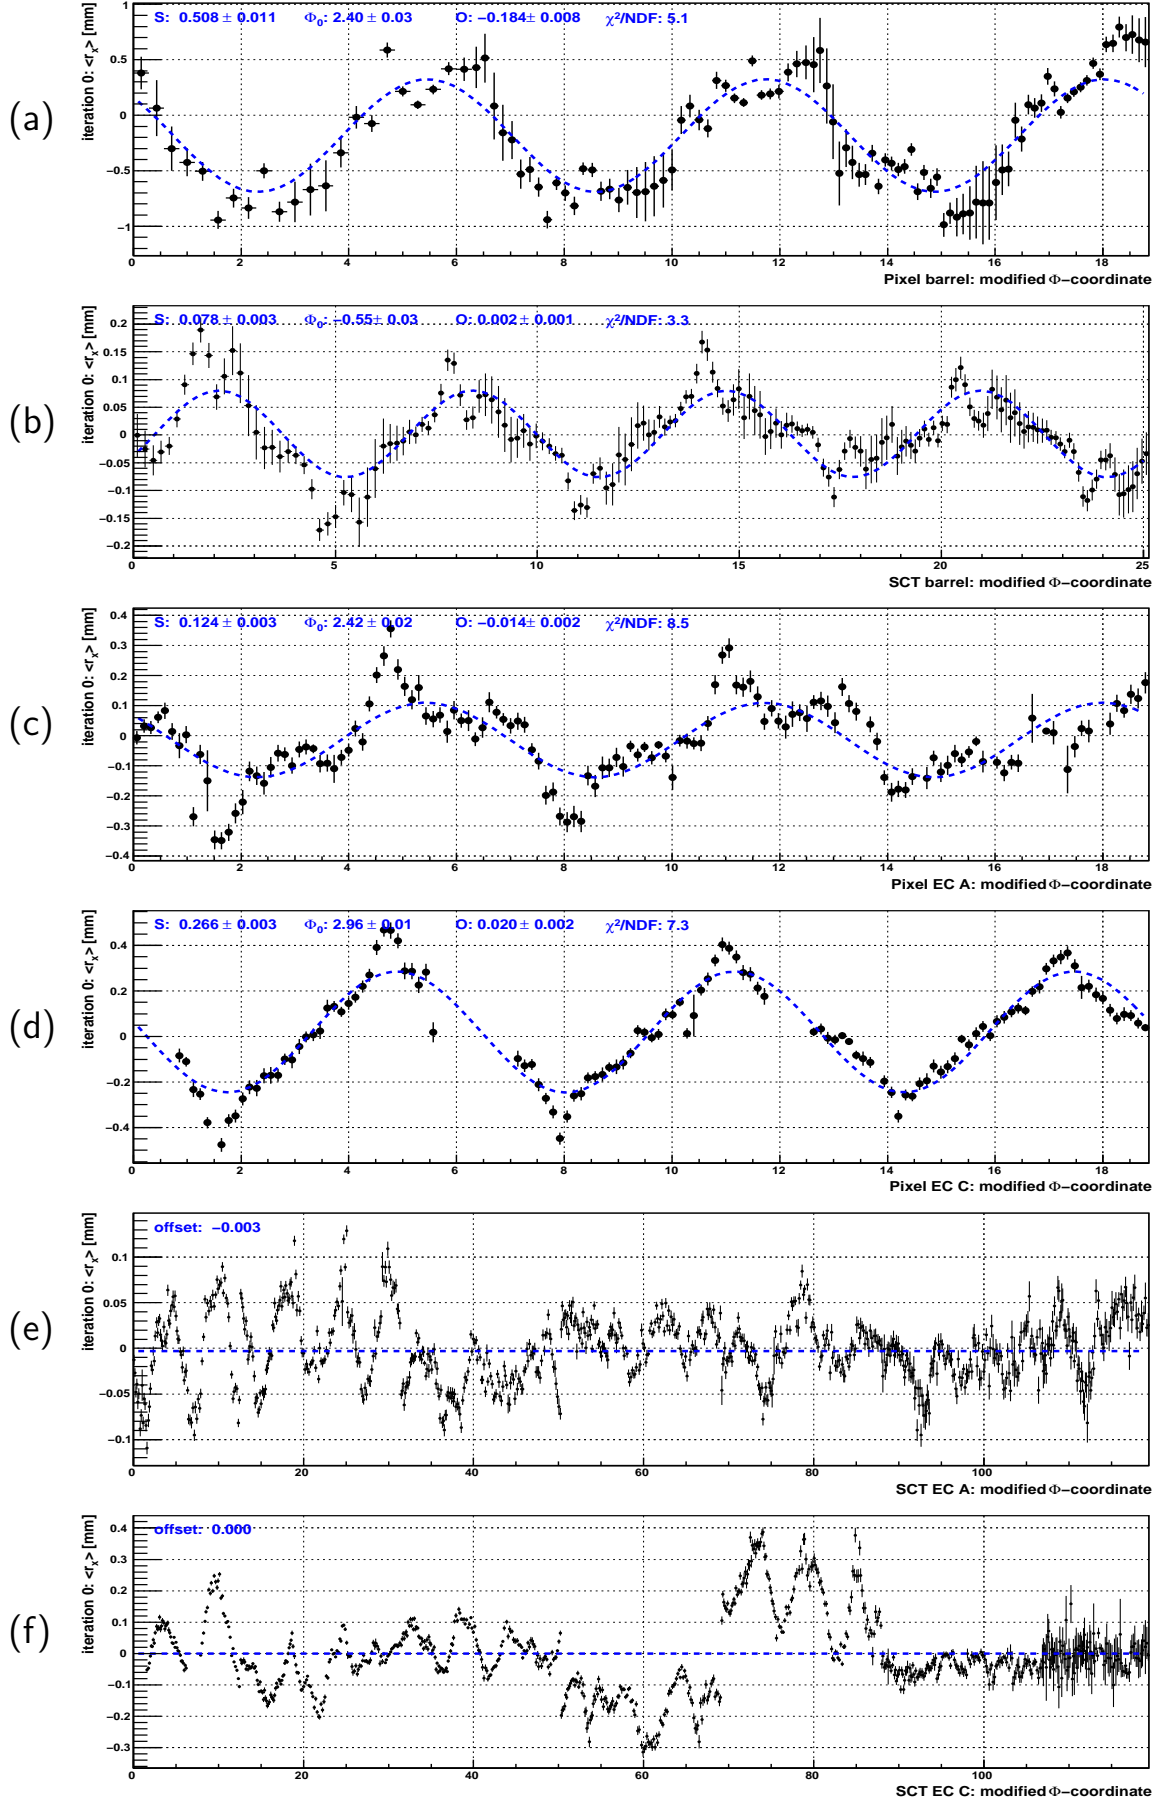 (a)
iteration 0: <r_x> [mm]
S: 0.508 ± 0.011 Φ₀: 2.40 ± 0.03 O: −0.184± 0.008 χ²/NDF: 5.1
1
0.5
0
−0.5
−1
0 2 4 6 8 10 12 14 16 18
Pixel barrel: modified Φ−coordinate
(b)
iteration 0: <r_x> [mm]
S: 0.078 ± 0.003 Φ₀: −0.55± 0.03 O: 0.002 ± 0.001 χ²/NDF: 3.3
0.2
0.15
0.1
0.05
0
−0.05
−0.1
−0.15
−0.2
0 5 10 15 20 25
SCT barrel: modified Φ−coordinate
(c)
iteration 0: <r_x> [mm]
S: 0.124 ± 0.003 Φ₀: 2.42 ± 0.02 O: −0.014± 0.002 χ²/NDF: 8.5
0.4
0.3
0.2
0.1
0
−0.1
−0.2
−0.3
−0.4
0 2 4 6 8 10 12 14 16 18
Pixel EC A: modified Φ−coordinate
(d)
iteration 0: <r_x> [mm]
S: 0.266 ± 0.003 Φ₀: 2.96 ± 0.01 O: 0.020 ± 0.002 χ²/NDF: 7.3
0.4
0.2
0
−0.2
−0.4
0 2 4 6 8 10 12 14 16 18
Pixel EC C: modified Φ−coordinate
(e)
iteration 0: <r_x> [mm]
offset: −0.003
0.1
0.05
0
−0.05
−0.1
0 20 40 60 80 100
SCT EC A: modified Φ−coordinate
(f)
iteration 0: <r_x> [mm]
offset: 0.000
0.4
0.3
0.2
0.1
0
−0.1
−0.2
−0.3
0 20 40 60 80 100
SCT EC C: modified Φ−coordinate